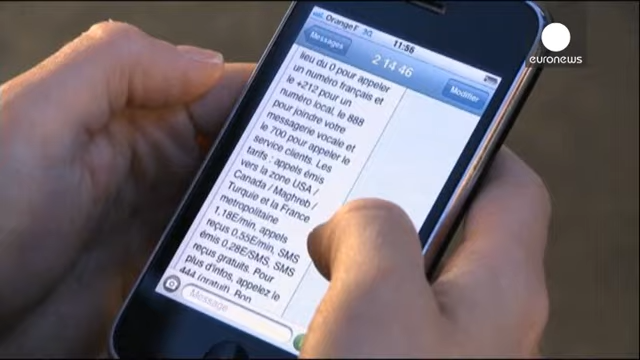 euronews
OrangeF 3G
11:56
Messages
2 14 46
Modifier
lieu du 0 pour appeler
un numéro français et
le +212 pour un
numéro local, le 888
pour joindre votre
messagerie vocale et
le 700 pour appeler le
service clients. Les
tarifs : appels émis
vers la zone USA /
Canada / Maghreb /
Turquie et la France
metropolitaine
1,18E/min, appels
reçus 0,55E/min, SMS
émis 0,28E/SMS, SMS
reçus gratuits. Pour
plus d'infos, appelez le
444 (gratuit). Bon
Message